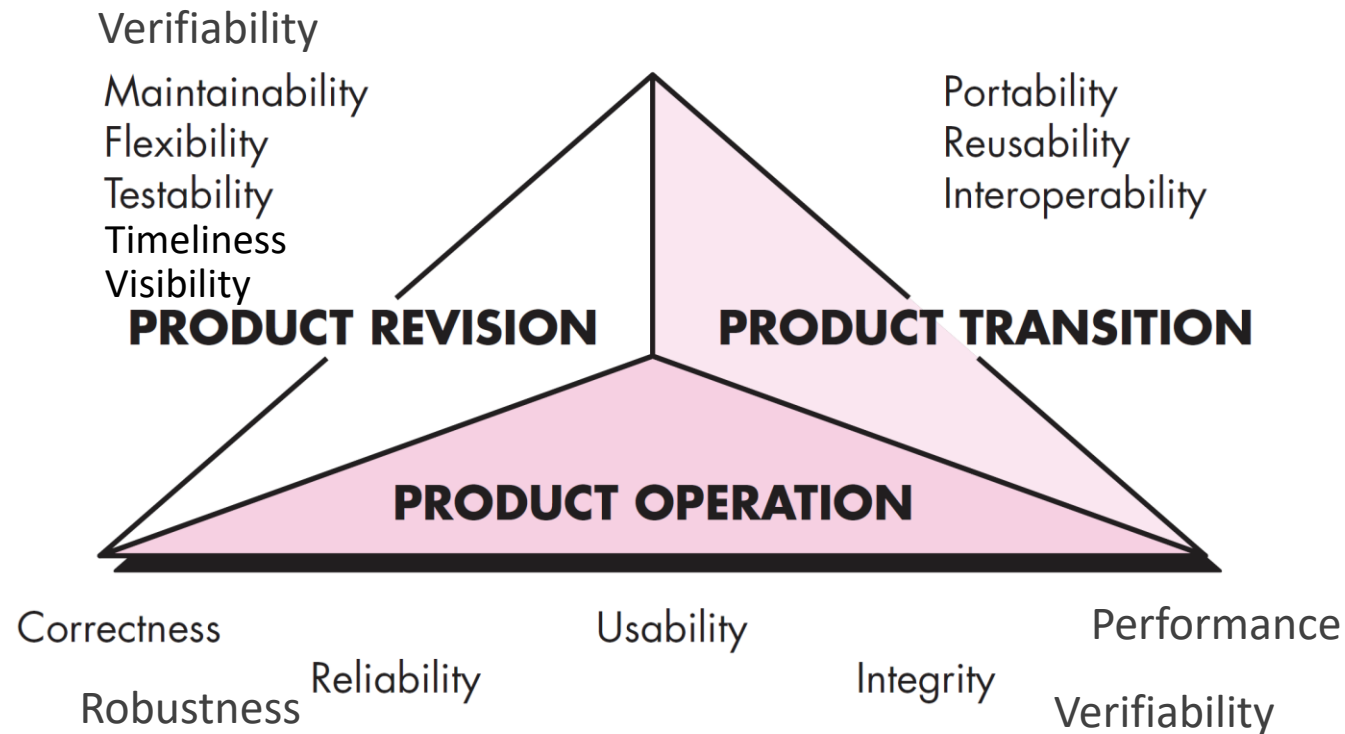 Verifiability
Maintainability
Flexibility
Testability
Timeliness
Visibility
Portability
Reusability
Interoperability
PRODUCT REVISION
PRODUCT TRANSITION
PRODUCT OPERATION
Correctness
Usability
Performance
Reliability
Integrity
Robustness
Verifiability